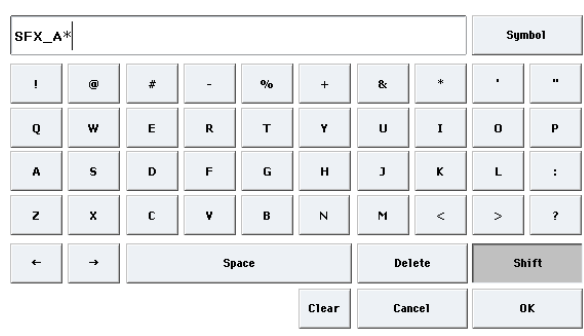 SFX_A* Symbol
! @ # - % + & * ' "
Q W E R T Y U I O P
A S D F G H J K L :
Z X C V B N M < > ?
← → Space Delete Shift
Clear Cancel OK